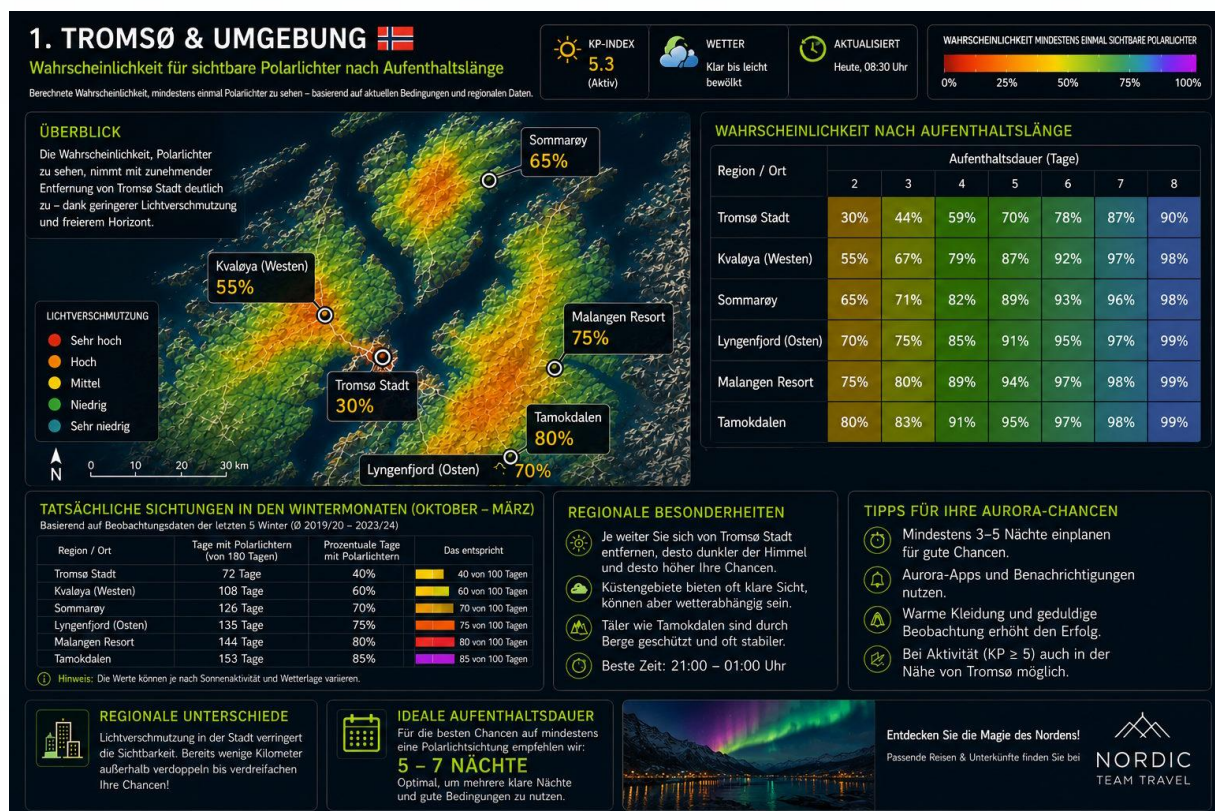 1. TROMSØ & UMGEBUNG
Wahrscheinlichkeit für sichtbare Polarlichter nach Aufenthaltslänge
Berechnete Wahrscheinlichkeit, mindestens einmal Polarlichter zu sehen – basierend auf aktuellen Bedingungen und regionalen Daten.
KP-INDEX
5.3
(Aktiv)
WETTER
Klar bis leicht
bewölkt
AKTUALISIERT
Heute, 08:30 Uhr
WAHRSCHEINLICHKEIT MINDESTENS EINMAL SICHTBARE POLARLICHTER
0% 25% 50% 75% 100%
ÜBERBLICK
Die Wahrscheinlichkeit, Polarlichter
zu sehen, nimmt mit zunehmender
Entfernung von Tromsø Stadt deutlich
zu – dank geringerer Lichtverschmutzung
und freierem Horizont.
Sommarøy
65%
Kvaløya (Westen)
55%
Malangen Resort
75%
Tromsø Stadt
30%
Tamokdalen
80%
Lyngenfjord (Osten) 70%
LICHTVERSCHMUTZUNG
Sehr hoch
Hoch
Mittel
Niedrig
Sehr niedrig
N
0 10 20 30 km
WAHRSCHEINLICHKEIT NACH AUFENTHALTSLÄNGE
Region / Ort
Aufenthaltsdauer (Tage)
2 3 4 5 6 7 8
Tromsø Stadt 30% 44% 59% 70% 78% 87% 90%
Kvaløya (Westen) 55% 67% 79% 87% 92% 97% 98%
Sommarøy 65% 71% 82% 89% 93% 96% 98%
Lyngenfjord (Osten) 70% 75% 85% 91% 95% 97% 99%
Malangen Resort 75% 80% 89% 94% 97% 98% 99%
Tamokdalen 80% 83% 91% 95% 97% 98% 99%
TATSÄCHLICHE SICHTUNGEN IN DEN WINTERMONATEN (OKTOBER – MÄRZ)
Basierend auf Beobachtungsdaten der letzten 5 Winter (Ø 2019/20 – 2023/24)
Region / Ort
Tage mit Polarlichtern
(von 180 Tagen)
Prozentuale Tage
mit Polarlichtern
Das entspricht
Tromsø Stadt 72 Tage 40% 40 von 100 Tagen
Kvaløya (Westen) 108 Tage 60% 60 von 100 Tagen
Sommarøy 126 Tage 70% 70 von 100 Tagen
Lyngenfjord (Osten) 135 Tage 75% 75 von 100 Tagen
Malangen Resort 144 Tage 80% 80 von 100 Tagen
Tamokdalen 153 Tage 85% 85 von 100 Tagen
Hinweis: Die Werte können je nach Sonnenaktivität und Wetterlage variieren.
REGIONALE BESONDERHEITEN
Je weiter Sie sich von Tromsø Stadt
entfernen, desto dunkler der Himmel
und desto höher Ihre Chancen.
Küstengebiete bieten oft klare Sicht,
können aber wetterabhängig sein.
Täler wie Tamokdalen sind durch
Berge geschützt und oft stabiler.
Beste Zeit: 21:00 – 01:00 Uhr
TIPPS FÜR IHRE AURORA-CHANCEN
Mindestens 3–5 Nächte einplanen
für gute Chancen.
Aurora-Apps und Benachrichtigungen
nutzen.
Warme Kleidung und geduldige
Beobachtung erhöht den Erfolg.
Bei Aktivität (KP ≥ 5) auch in der
Nähe von Tromsø möglich.
REGIONALE UNTERSCHIEDE
Lichtverschmutzung in der Stadt verringert
die Sichtbarkeit. Bereits wenige Kilometer
außerhalb verdoppeln bis verdreifachen
Ihre Chancen!
IDEALE AUFENTHALTSDAUER
Für die besten Chancen auf mindestens
eine Polarlichtsichtung empfehlen wir:
5 – 7 NÄCHTE
Optimal, um mehrere klare Nächte
und gute Bedingungen zu nutzen.
Entdecken Sie die Magie des Nordens!
Passende Reisen & Unterkünfte finden Sie bei
NORDIC
TEAM TRAVEL